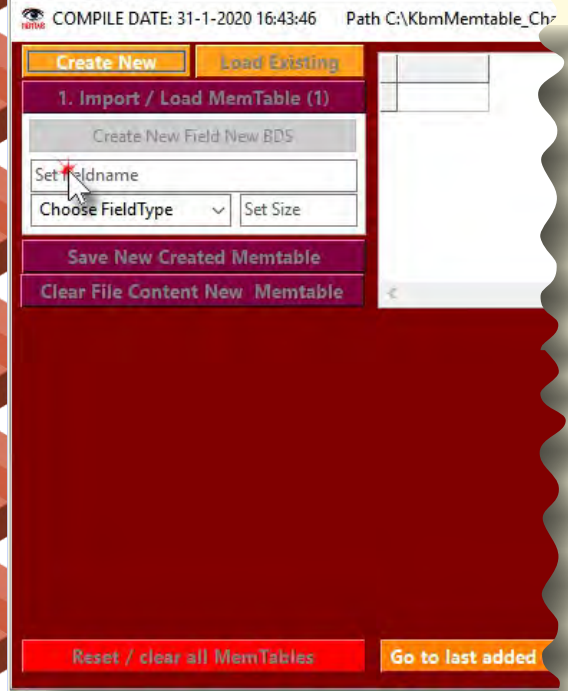 COMPILE DATE: 31-1-2020 16:43:46 Path C:\KbmMemtable_Cha
Create New Load Existing
1. Import / Load MemTable (1)
Create New Field New BDS
Set Fieldname
Choose FieldType Set Size
Save New Created Memtable
Clear File Content New Memtable
Reset / clear all MemTables Go to last added